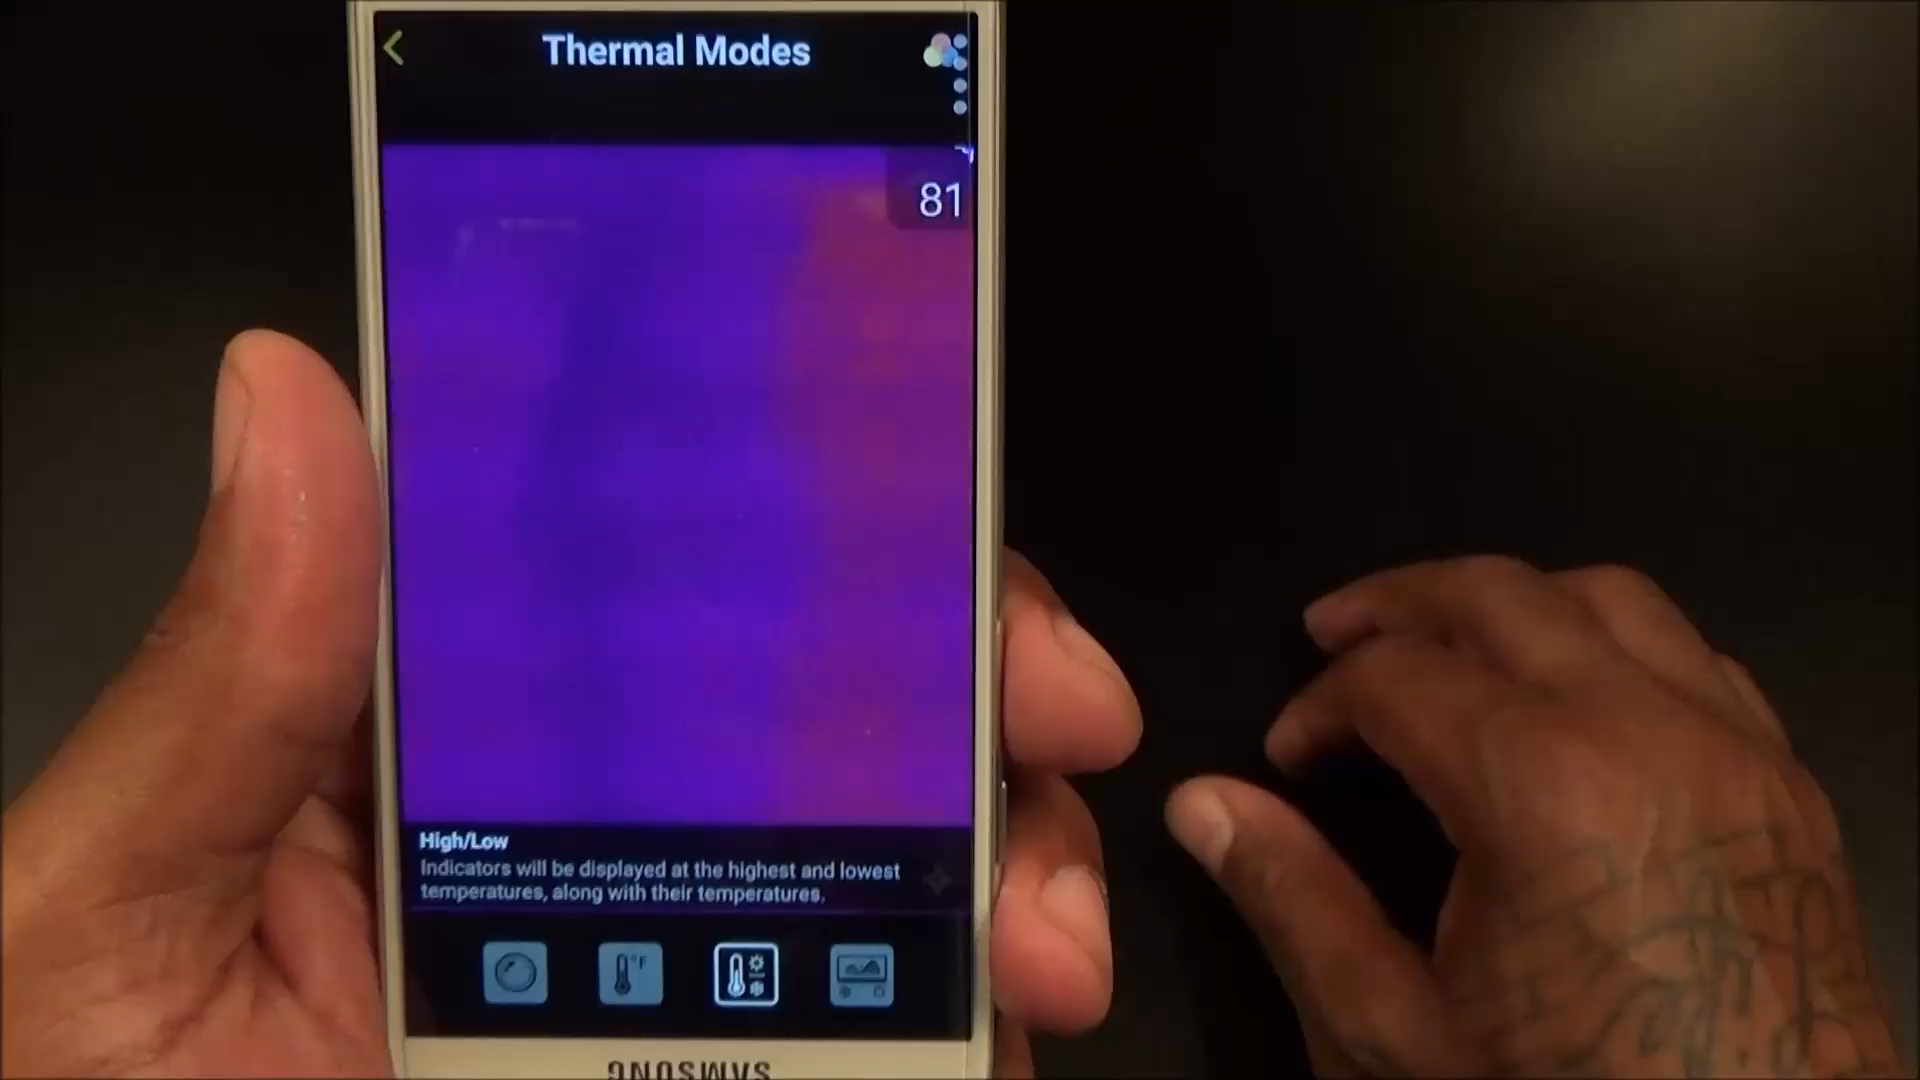 Thermal Modes
81
High/Low
Indicators will be displayed at the highest and lowest
temperatures, along with their temperatures.
°F
SAMSUNG